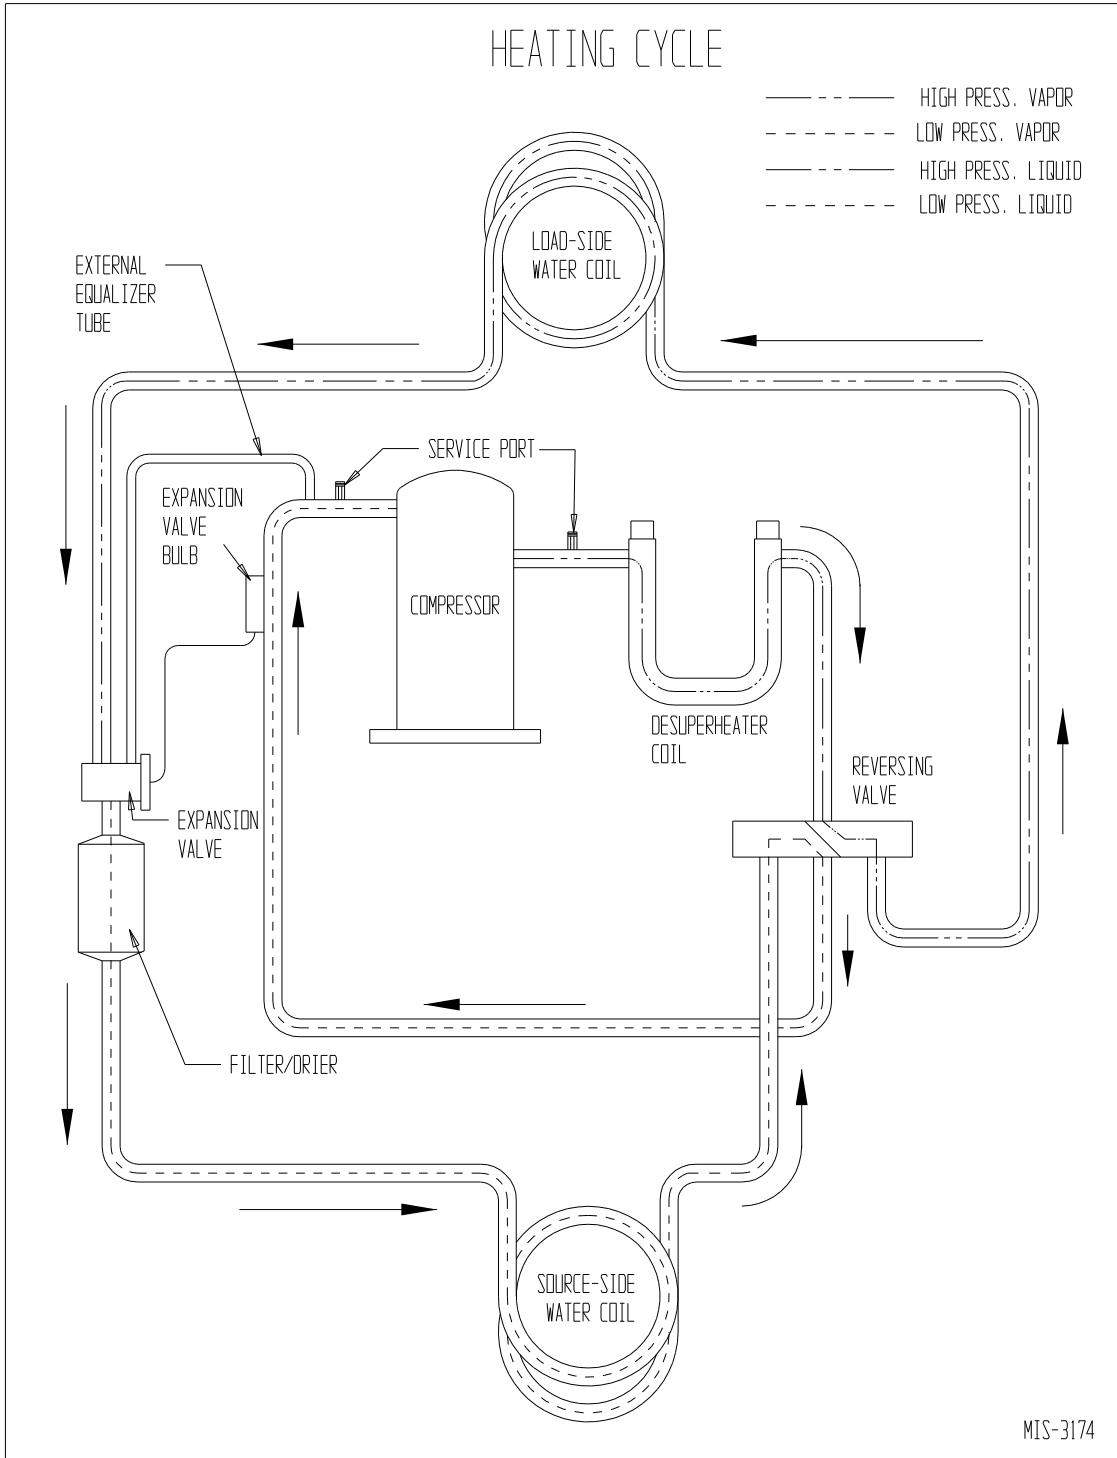 HEATING CYCLE
HIGH PRESS. VAPOR
LOW PRESS. VAPOR
HIGH PRESS. LIQUID
LOW PRESS. LIQUID
LOAD-SIDE
WATER COIL
EXTERNAL
EQUALIZER
TUBE
SERVICE PORT
EXPANSION
VALVE
BULB
COMPRESSOR
DESUPERHEATER
COIL
REVERSING
VALVE
EXPANSION
VALVE
FILTER/DRIER
SOURCE-SIDE
WATER COIL
MIS-3174